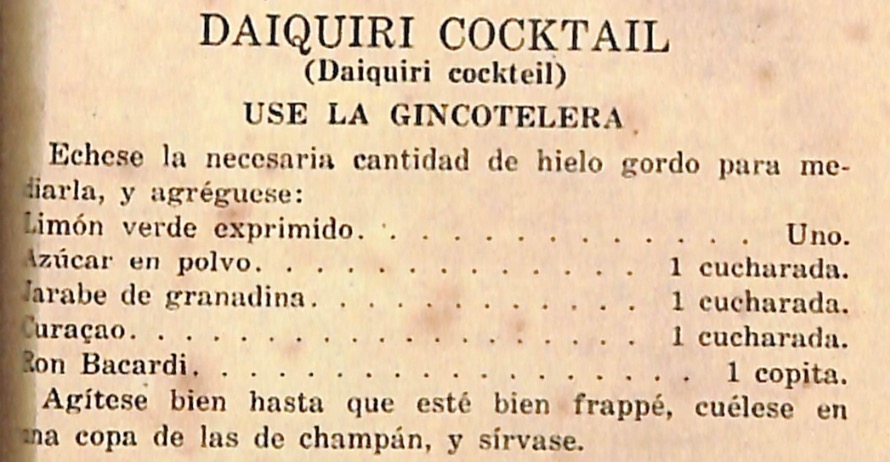 DAIQUIRI COCKTAIL
(Daiquiri cockteil)
USE LA GINCOTELERA
Echese la necesaria cantidad de hielo gordo para me-
diarla, y agréguese:
Limón verde exprimido. . . . . . . . . . . . . Uno.
Azúcar en polvo. . . . . . . . . . . . 1 cucharada.
Jarabe de granadina. . . . . . . . . . 1 cucharada.
Curaçao. . . . . . . . . . . . . . . . 1 cucharada.
Ron Bacardi. . . . . . . . . . . . . . . . 1 copita.
Agítese bien hasta que esté bien frappé, cuélese en
una copa de las de champán, y sírvase.